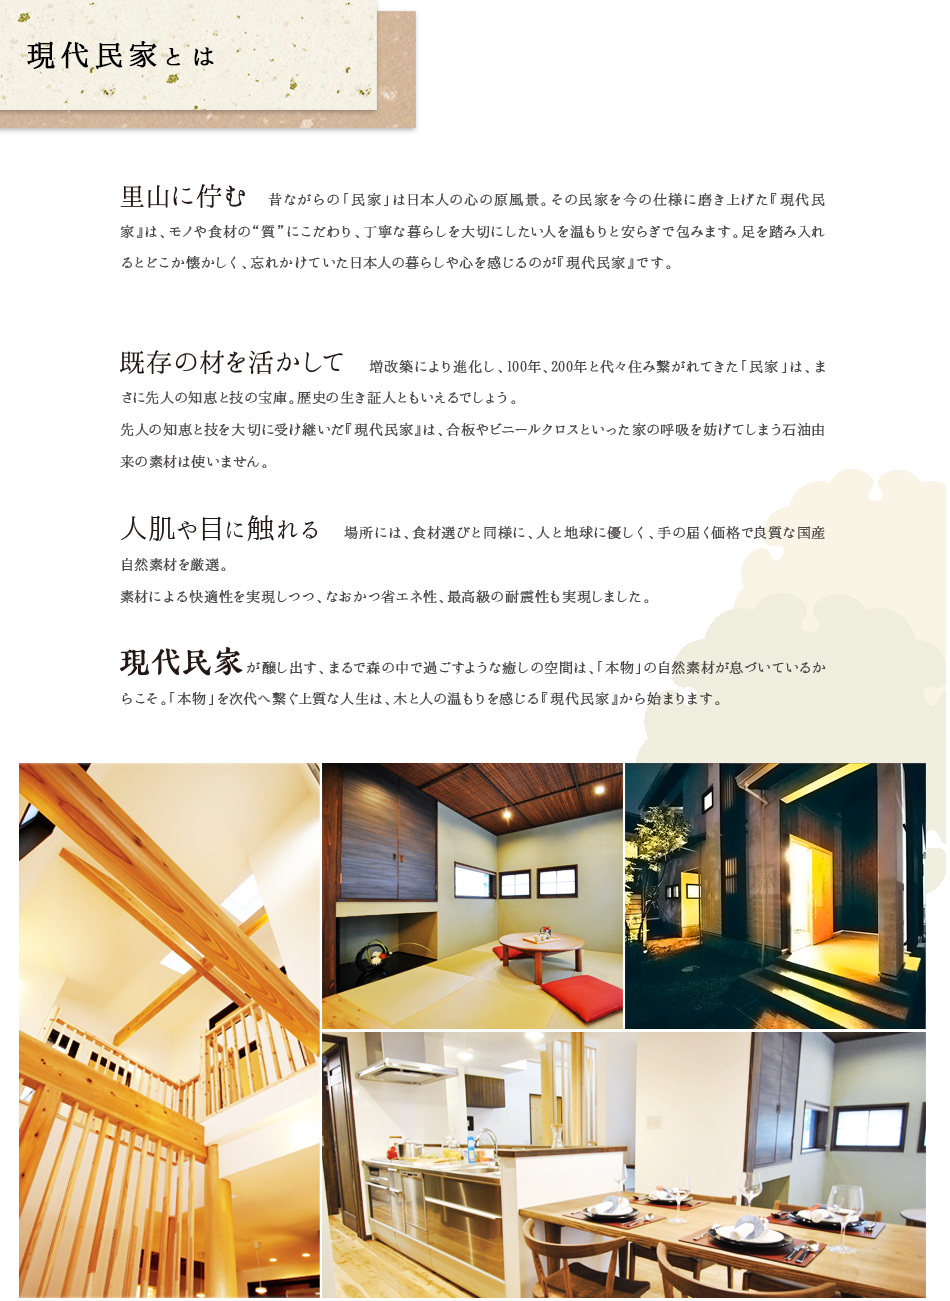 現代民家とは
里山に佇む 昔ながらの「民家」は日本人の心の原風景。その民家を今の仕様に磨き上げた『現代民
家』は、モノや食材の“質”にこだわり、丁寧な暮らしを大切にしたい人を温もりと安らぎで包みます。足を踏み入れ
るとどこか懐かしく、忘れかけていた日本人の暮らしや心を感じるのが『現代民家』です。
既存の材を活かして 増改築により進化し、100年、200年と代々住み繋がれてきた「民家」は、ま
さに先人の知恵と技の宝庫。歴史の生き証人ともいえるでしょう。
先人の知恵と技を大切に受け継いだ『現代民家』は、合板やビニールクロスといった家の呼吸を妨げてしまう石油由
来の素材は使いません。
人肌や目に触れる 場所には、食材選びと同様に、人と地球に優しく、手の届く価格で良質な国産
自然素材を厳選。
素材による快適性を実現しつつ、なおかつ省エネ性、最高級の耐震性も実現しました。
現代民家が醸し出す、まるで森の中で過ごすような癒しの空間は、「本物」の自然素材が息づいているか
らこそ。「本物」を次代へ繋ぐ上質な人生は、木と人の温もりを感じる『現代民家』から始まります。